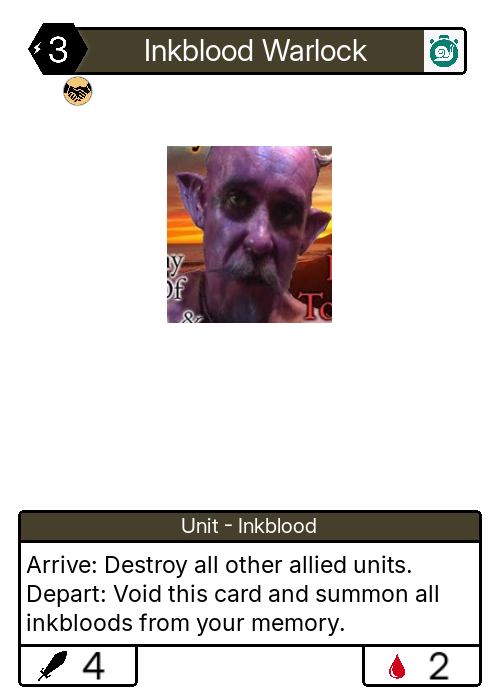 3
Inkblood Warlock
Of
&
Unit - Inkblood
Arrive: Destroy all other allied units.
Depart: Void this card and summon all
inkbloods from your memory.
4
2